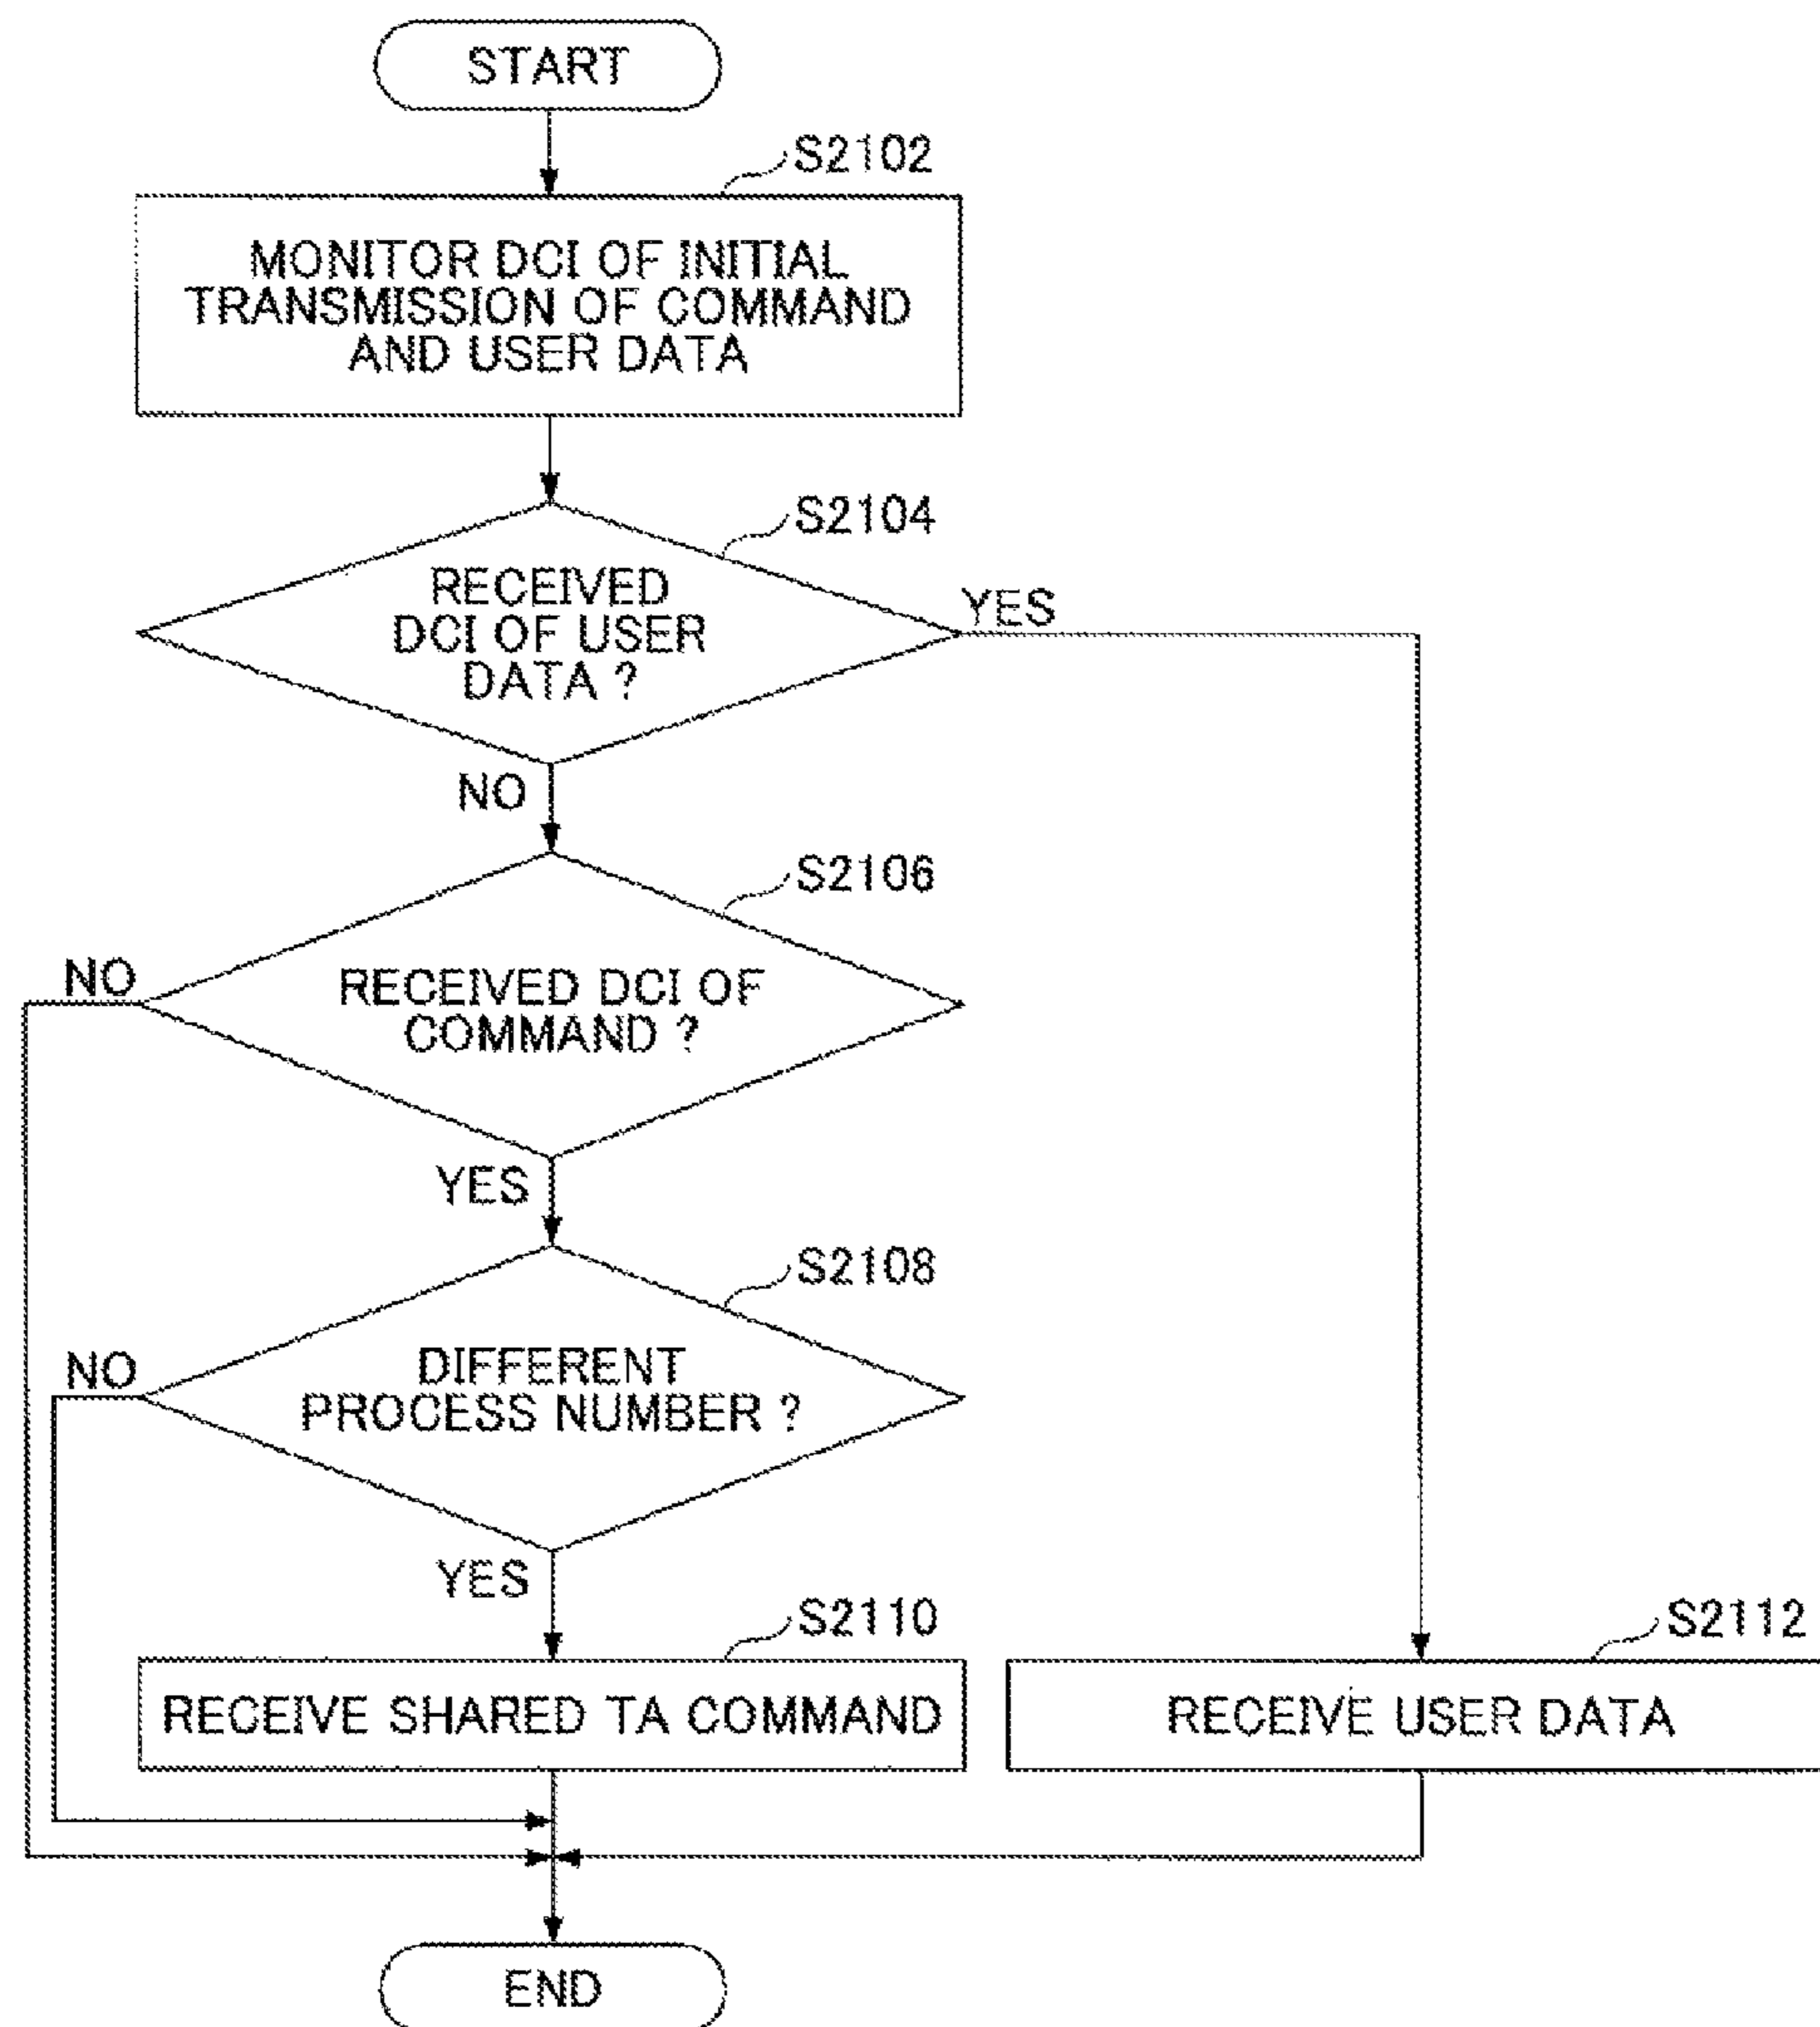 START
S2102
MONITOR DCI OF INITIAL
TRANSMISSION OF COMMAND
AND USER DATA
S2104
RECEIVED
DCI OF USER
DATA ?
YES
NO
S2106
RECEIVED DCI OF
COMMAND ?
NO
YES
S2108
DIFFERENT
PROCESS NUMBER ?
NO
YES
S2110
RECEIVE SHARED TA COMMAND
S2112
RECEIVE USER DATA
END